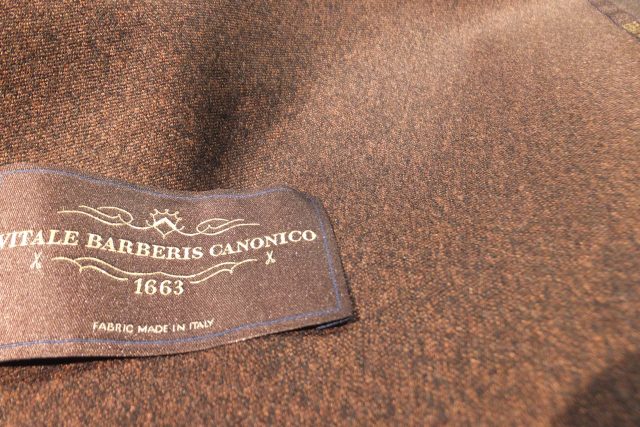 VITALE BARBERIS CANONICO
1663
FABRIC MADE IN ITALY